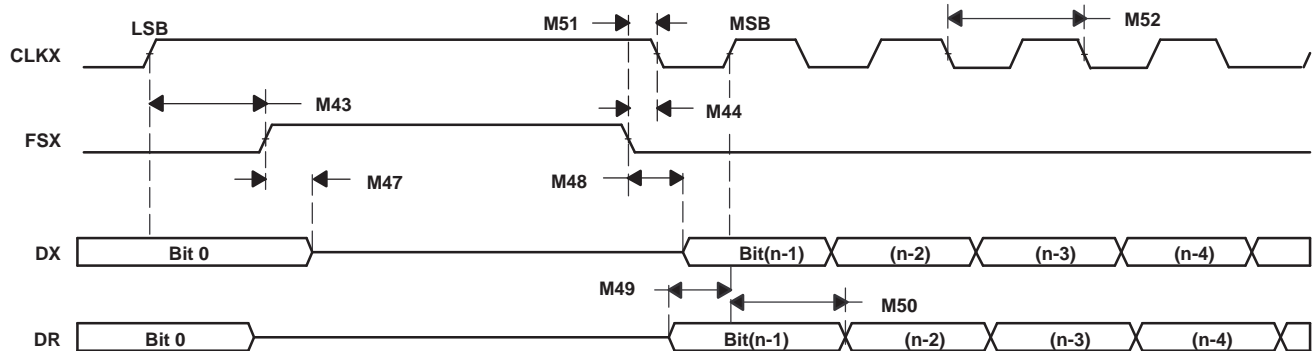 LSB M51 MSB M52
CLKX
M43 M44
FSX
M47 M48
DX Bit 0 Bit(n-1) (n-2) (n-3) (n-4)
M49 M50
DR Bit 0 Bit(n-1) (n-2) (n-3) (n-4)